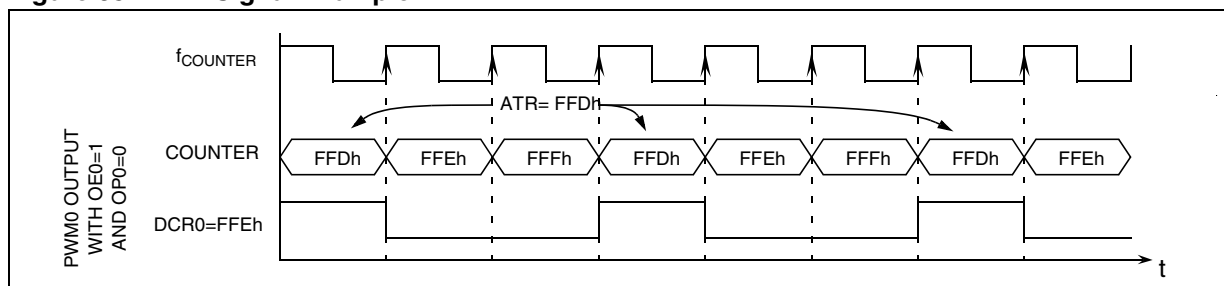 fCOUNTER
ATR= FFDh
COUNTER
FFDh FFEh FFFh FFDh FFEh FFFh FFDh FFEh
PWM0 OUTPUT
WITH OE0=1
AND OP0=0
DCR0=FFEh
t